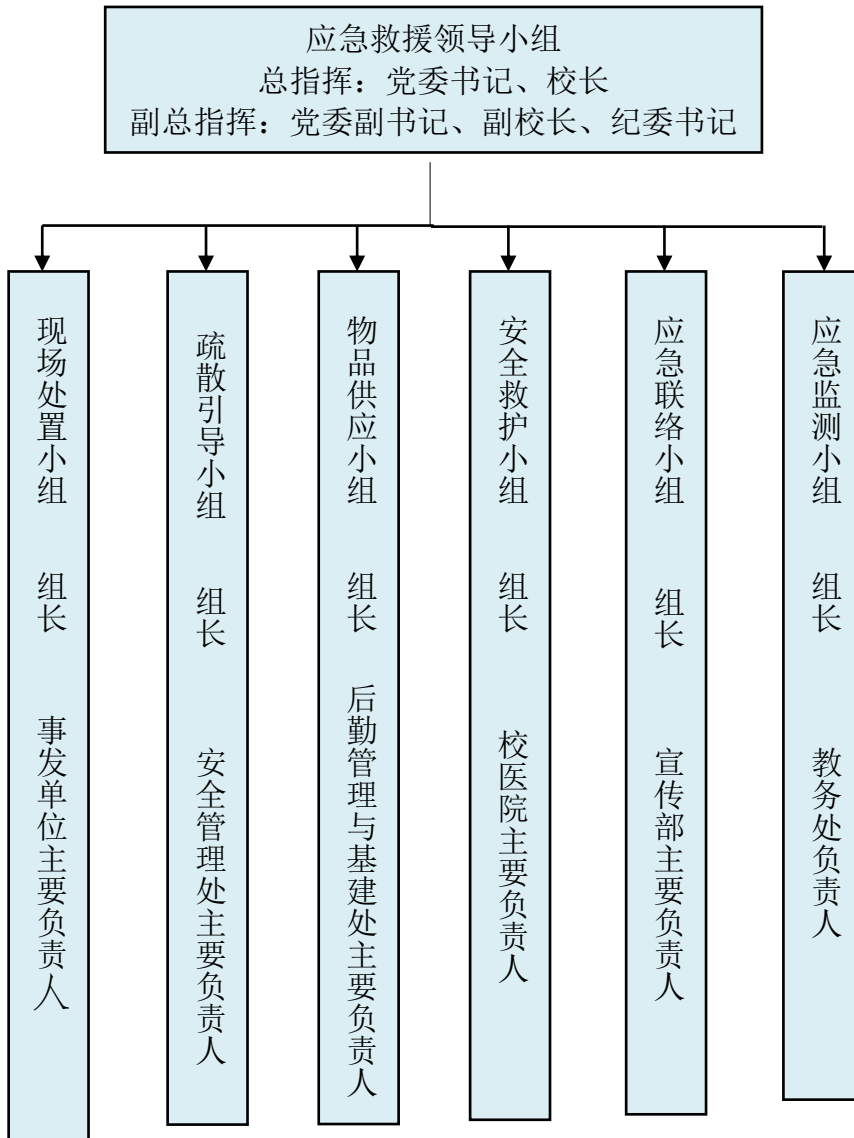 应急救援领导小组
总指挥：党委书记、校长
副总指挥：党委副书记、副校长、纪委书记
现场处置小组 组长 事发单位主要负责人
疏散引导小组 组长 安全管理处主要负责人
物品供应小组 组长 后勤管理与基建处主要负责人
安全救护小组 组长 校医院主要负责人
应急联络小组 组长 宣传部主要负责人
应急监测小组 组长 教务处负责人